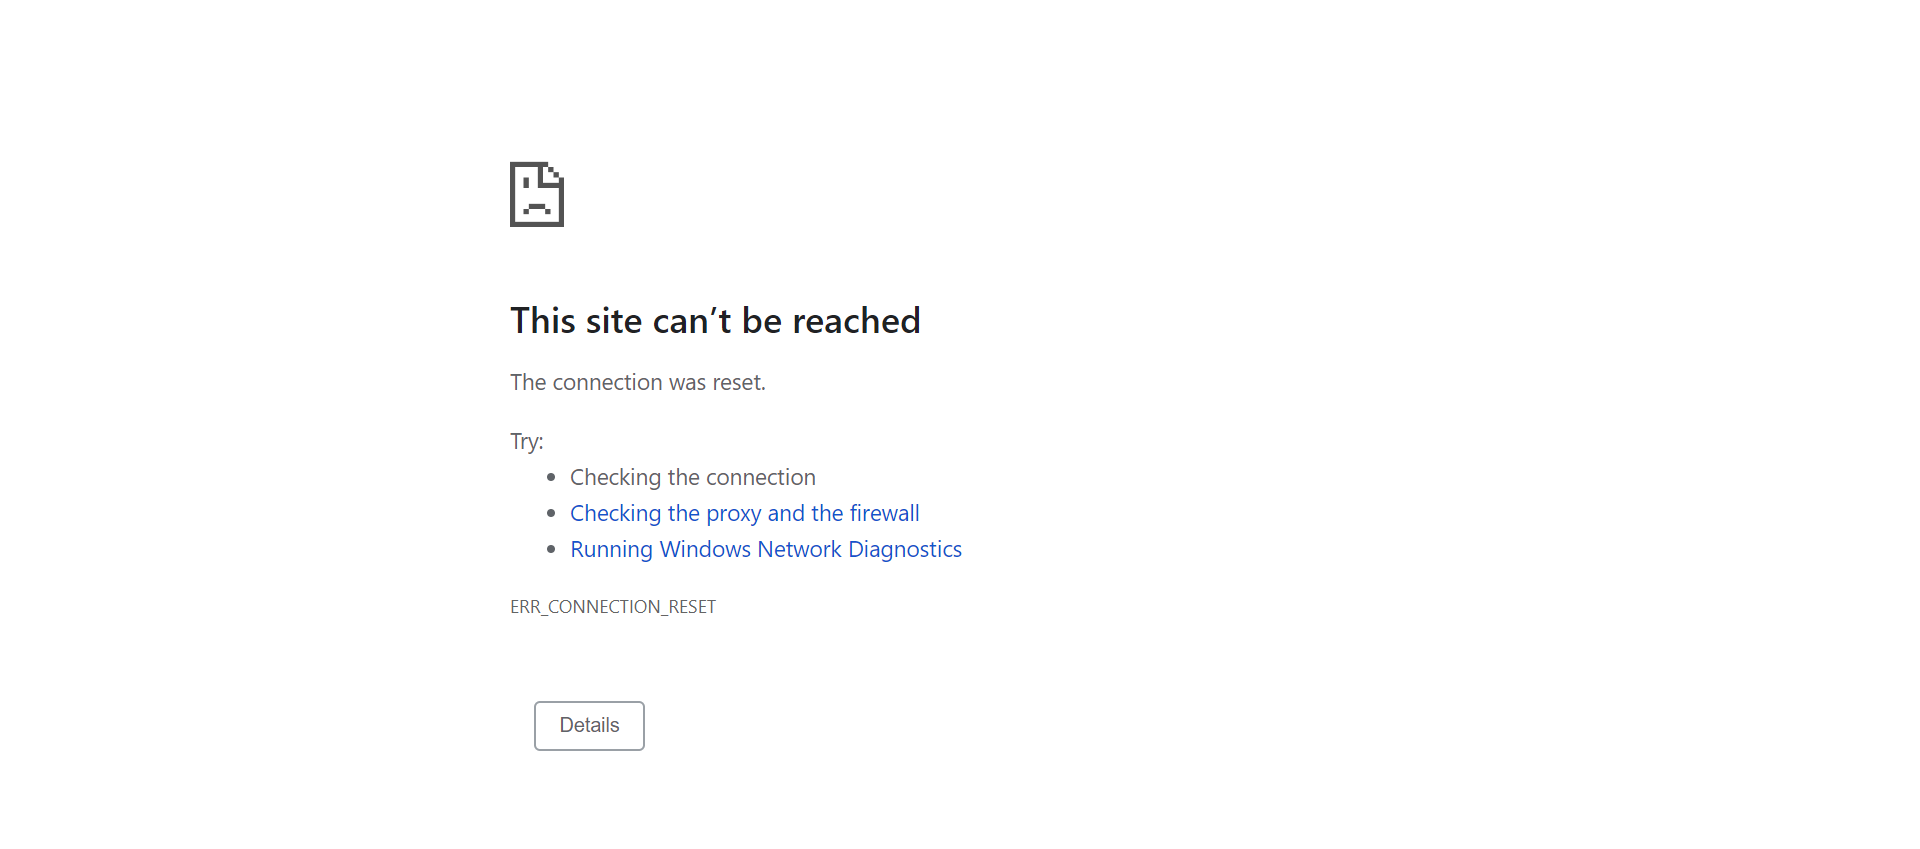 This site can’t be reached
The connection was reset.
Try:
Checking the connection
Checking the proxy and the firewall
Running Windows Network Diagnostics
ERR_CONNECTION_RESET
Details